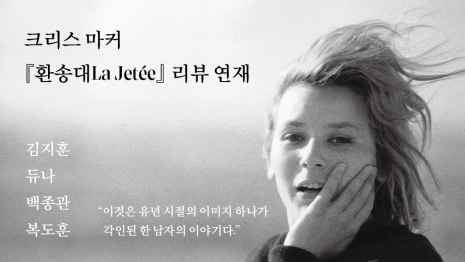 크리스 마커
『환송대La Jetée』 리뷰 연재
김지훈
듀나
백종관
복도훈
“이것은 유년 시절의 이미지 하나가
각인된 한 남자의 이야기다.”